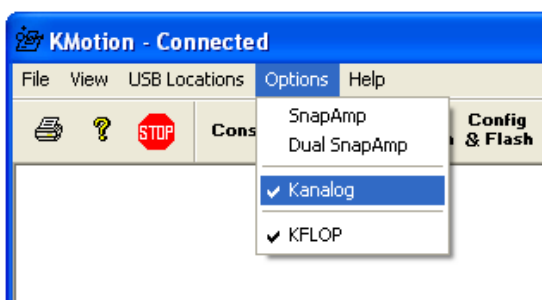 KMotion - Connected
File View USB Locations Options Help
STOP Cons Config
& Flash
SnapAmp
Dual SnapAmp
Kanalog
KFLOP